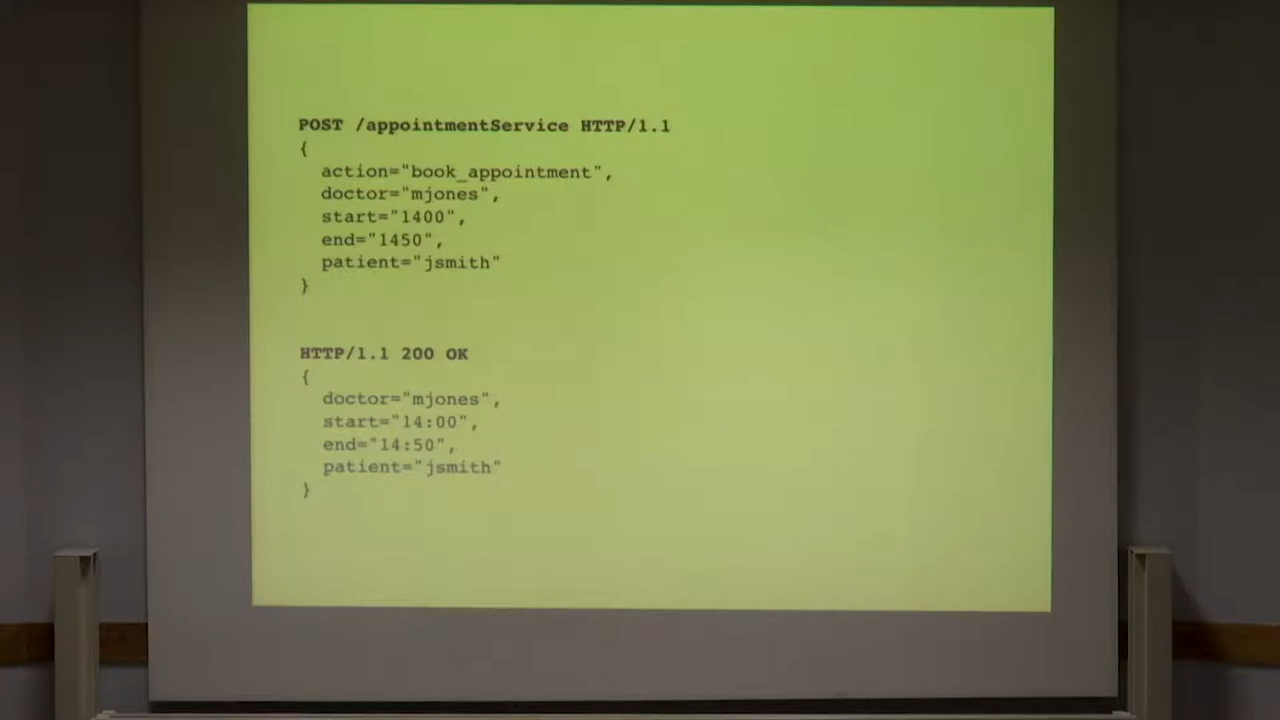 POST /appointmentService HTTP/1.1
{
  action="book_appointment",
  doctor="mjones",
  start="1400",
  end="1450",
  patient="jsmith"
}
HTTP/1.1 200 OK
{
  doctor="mjones",
  start="14:00",
  end="14:50",
  patient="jsmith"
}